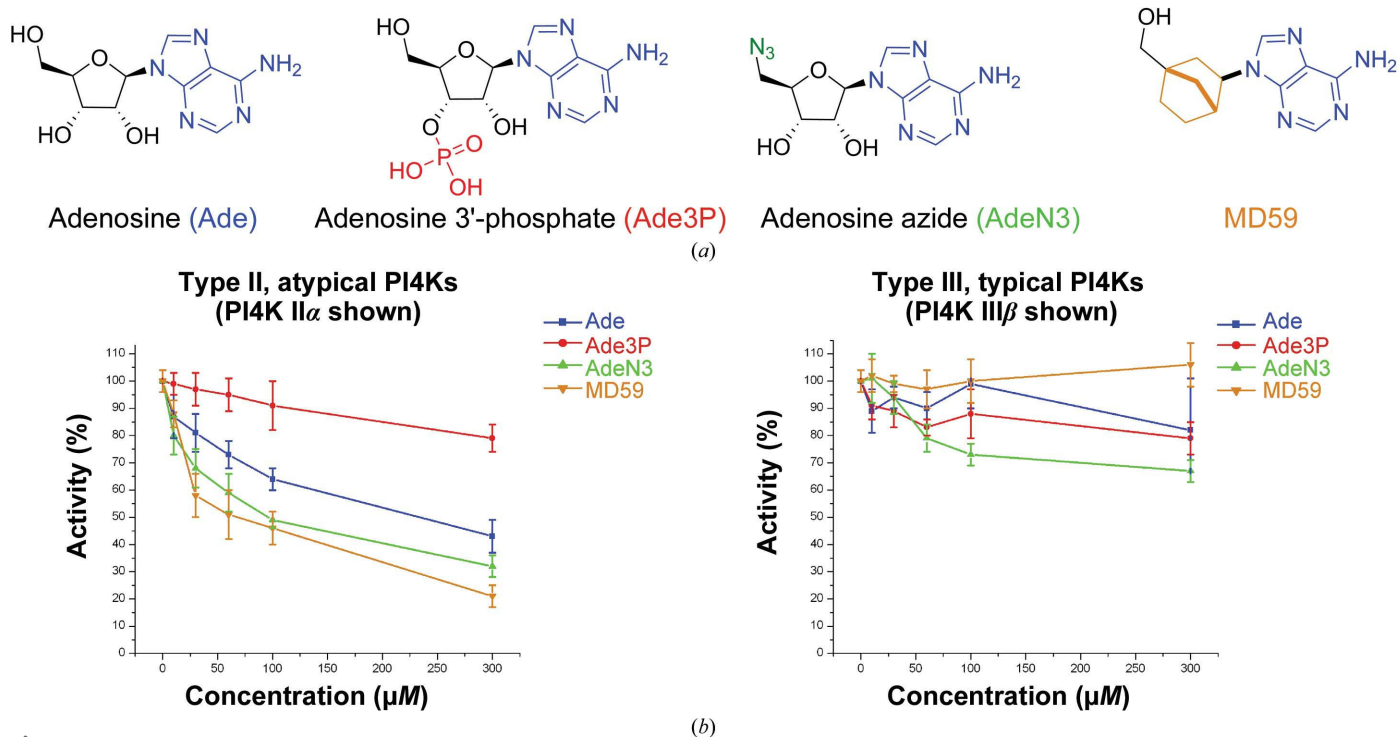 HO
O
N
N
NH₂
N
N
HO
OH
HO
O
N
N
NH₂
N
N
O
OH
HO
P
O
OH
N₃
O
N
N
NH₂
N
N
HO
OH
OH
N
N
NH₂
N
N
Adenosine (Ade)
Adenosine 3'-phosphate (Ade3P)
Adenosine azide (AdeN3)
MD59
(a)
Type II, atypical PI4Ks
(PI4K IIα shown)
Ade
Ade3P
AdeN3
MD59
Activity (%)
110
100
90
80
70
60
50
40
30
20
10
0
0 50 100 150 200 250 300
Concentration (µM)
Type III, typical PI4Ks
(PI4K IIIβ shown)
Ade
Ade3P
AdeN3
MD59
Activity (%)
110
100
90
80
70
60
50
40
30
20
10
0
0 50 100 150 200 250 300
Concentration (µM)
(b)